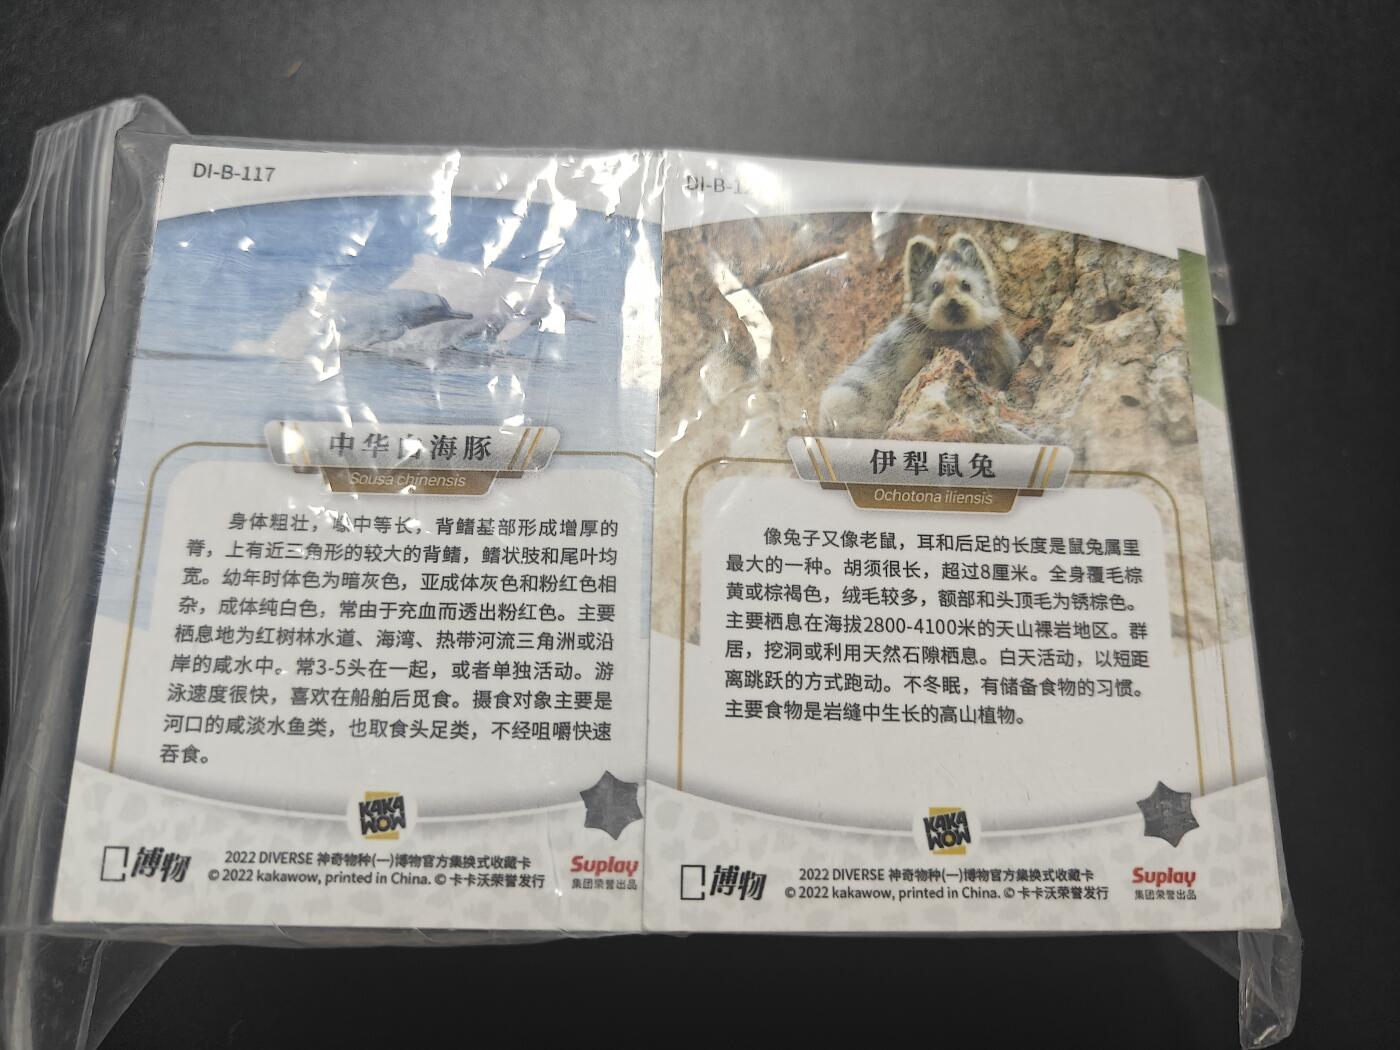 DI-B-117
中华白海豚
Sousa chinensis
身体粗壮，喙中等长，背鳍基部形成增厚的
脊，上有近三角形的较大的背鳍，鳍状肢和尾叶均
宽。幼年时体色为暗灰色，亚成体灰色和粉红色相
杂，成体纯白色，常由于充血而透出粉红色。主要
栖息地为红树林水道、海湾、热带河流三角洲或沿
岸的咸水中。常3-5头在一起，或者单独活动。游
泳速度很快，喜欢在船舶后觅食。摄食对象主要是
河口的咸淡水鱼类，也取食头足类，不经咀嚼快速
吞食。
KAKA
WOW
博物
2022 DIVERSE 神奇物种(一)博物官方集换式收藏卡
© 2022 kakawow, printed in China. © 卡卡沃荣誉发行
Suplay
集团荣誉出品
伊犁鼠兔
Ochotona iliensis
像兔子又像老鼠，耳和后足的长度是鼠兔属里
最大的一种。胡须很长，超过8厘米。全身覆毛棕
黄或棕褐色，绒毛较多，额部和头顶毛为锈棕色。
主要栖息在海拔2800-4100米的天山裸岩地区。群
居，挖洞或利用天然石隙栖息。白天活动，以短距
离跳跃的方式跑动。不冬眠，有储备食物的习惯。
主要食物是岩缝中生长的高山植物。
KAKA
WOW
博物
2022 DIVERSE 神奇物种(一)博物官方集换式收藏卡
© 2022 kakawow, printed in China. © 卡卡沃荣誉发行
Suplay
集团荣誉出品